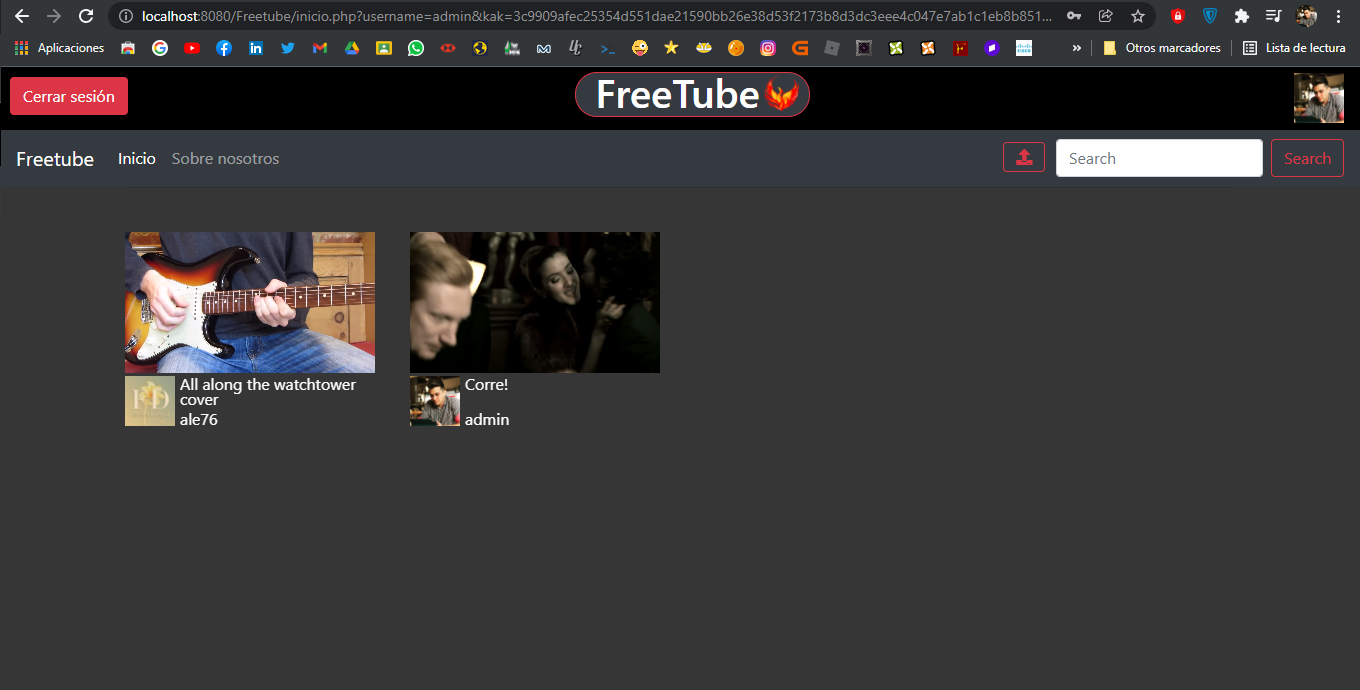 localhost:8080/Freetube/inicio.php?username=admin&kak=3c9909afec25354d551dae21590bb26e38d53f2173b8d3dc3eee4c047e7ab1c1eb8b851...
Aplicaciones
»
Otros marcadores
Lista de lectura
Cerrar sesión
FreeTube
Freetube
Inicio
Sobre nosotros
Search
Search
All along the watchtower
cover
ale76
Corre!
admin